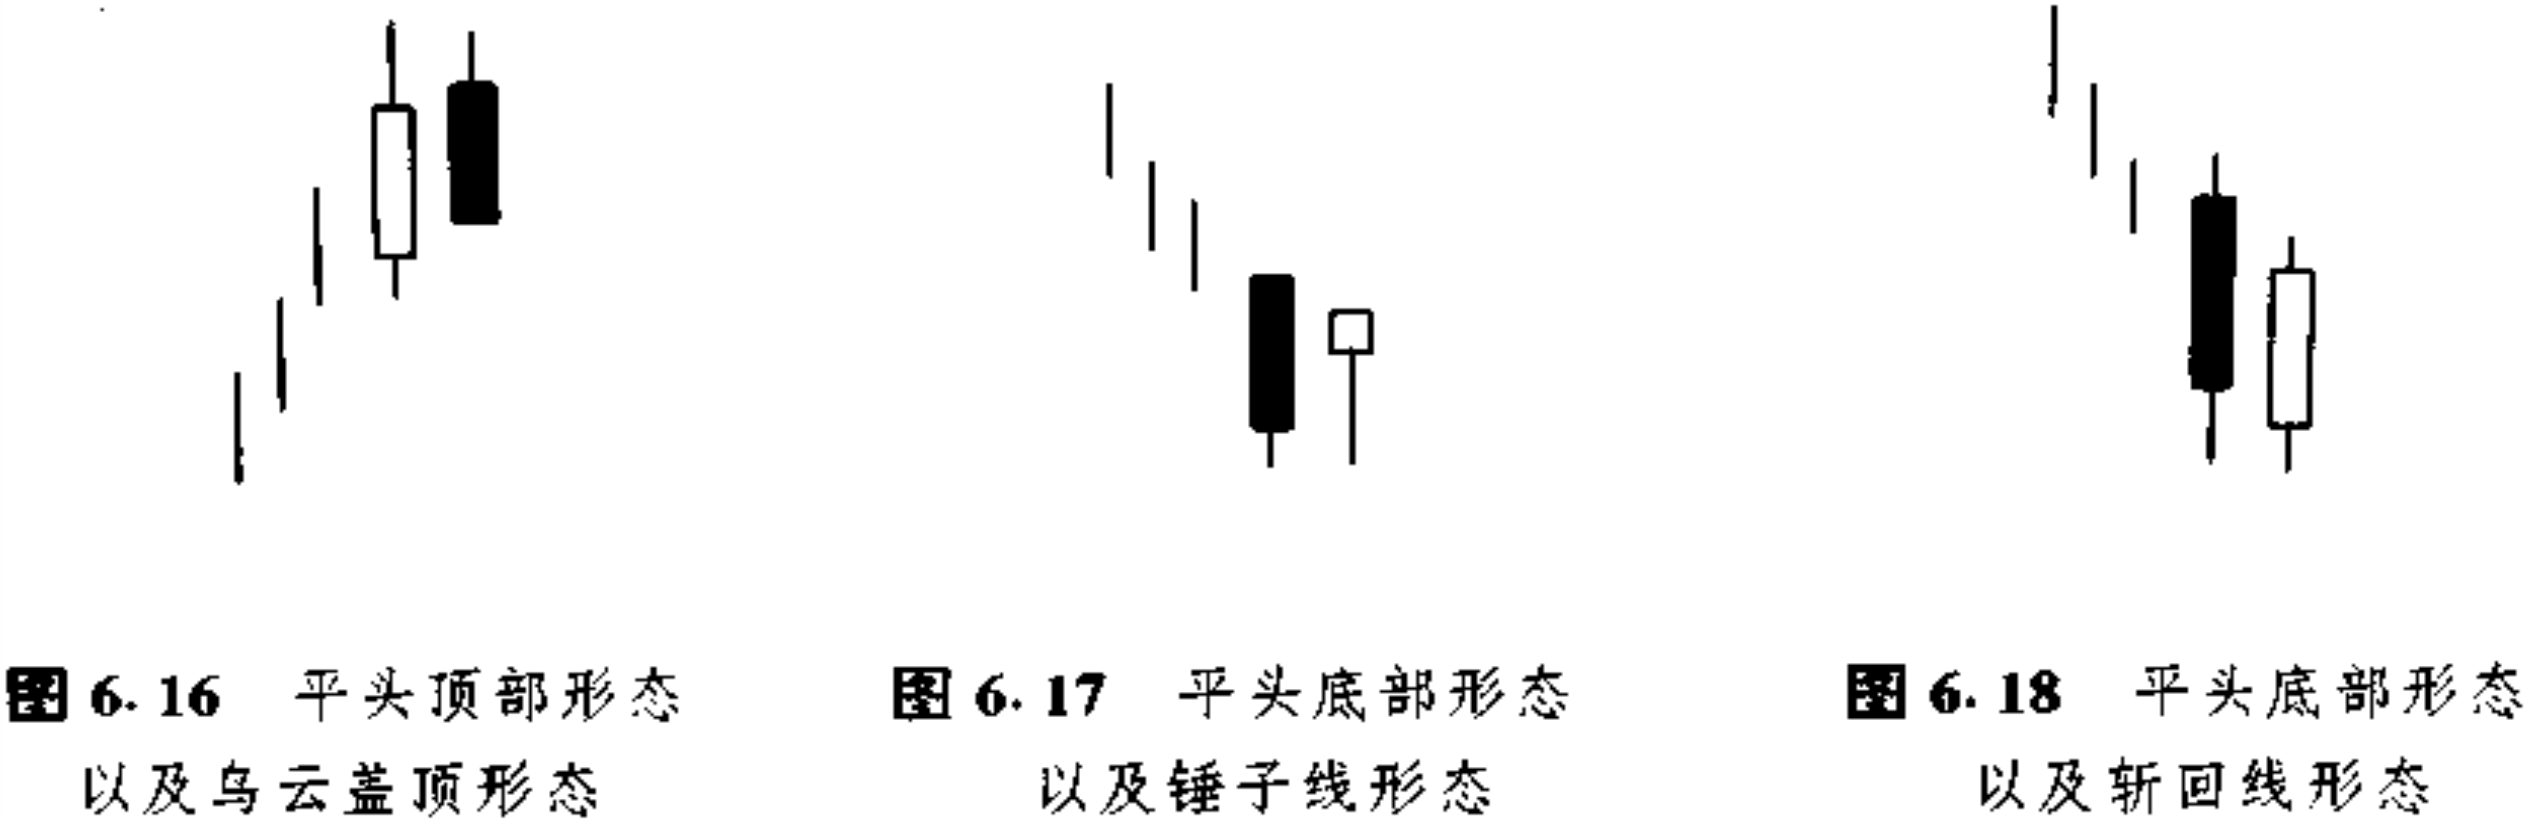 图 6.16 平头顶部形态
以及乌云盖顶形态
图 6.17 平头底部形态
以及锤子线形态
图 6.18 平头底部形态
以及斩回线形态